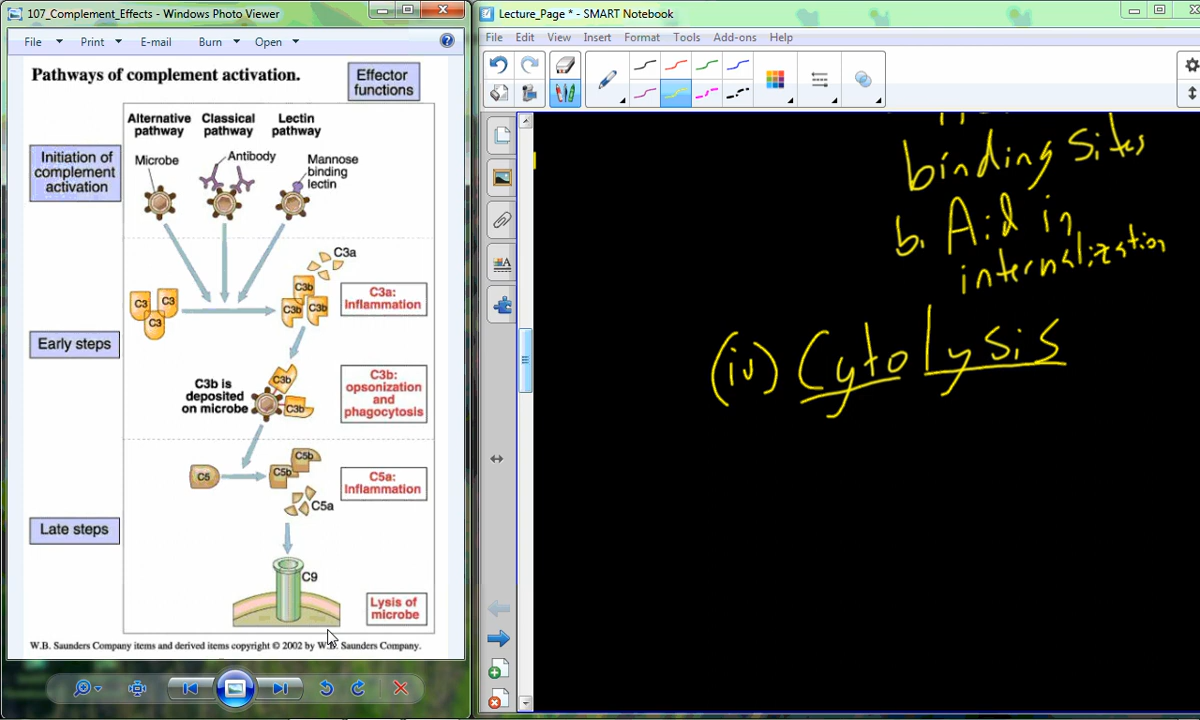 107_Complement_Effects - Windows Photo Viewer
File Print E-mail Burn Open
Pathways of complement activation.
Effector
functions
Alternative
pathway
Classical
pathway
Lectin
pathway
Initiation of
complement
activation
Microbe
Antibody
Mannose
binding
lectin
C3a
C3b
C3b C3b
C3 C3
C3
C3a:
Inflammation
Early steps
C3b is
deposited
on microbe
C3b
C3b
C3b:
opsonization
and
phagocytosis
C5
C5b
C5b
C5a
C5a:
Inflammation
Late steps
C9
Lysis of
microbe
W.B. Saunders Company items and derived items copyright © 2002 by W.B. Saunders Company.
Lecture_Page * - SMART Notebook
File Edit View Insert Format Tools Add-ons Help
binding sites
b. Aid in
internalization
(iv) Cytolysis